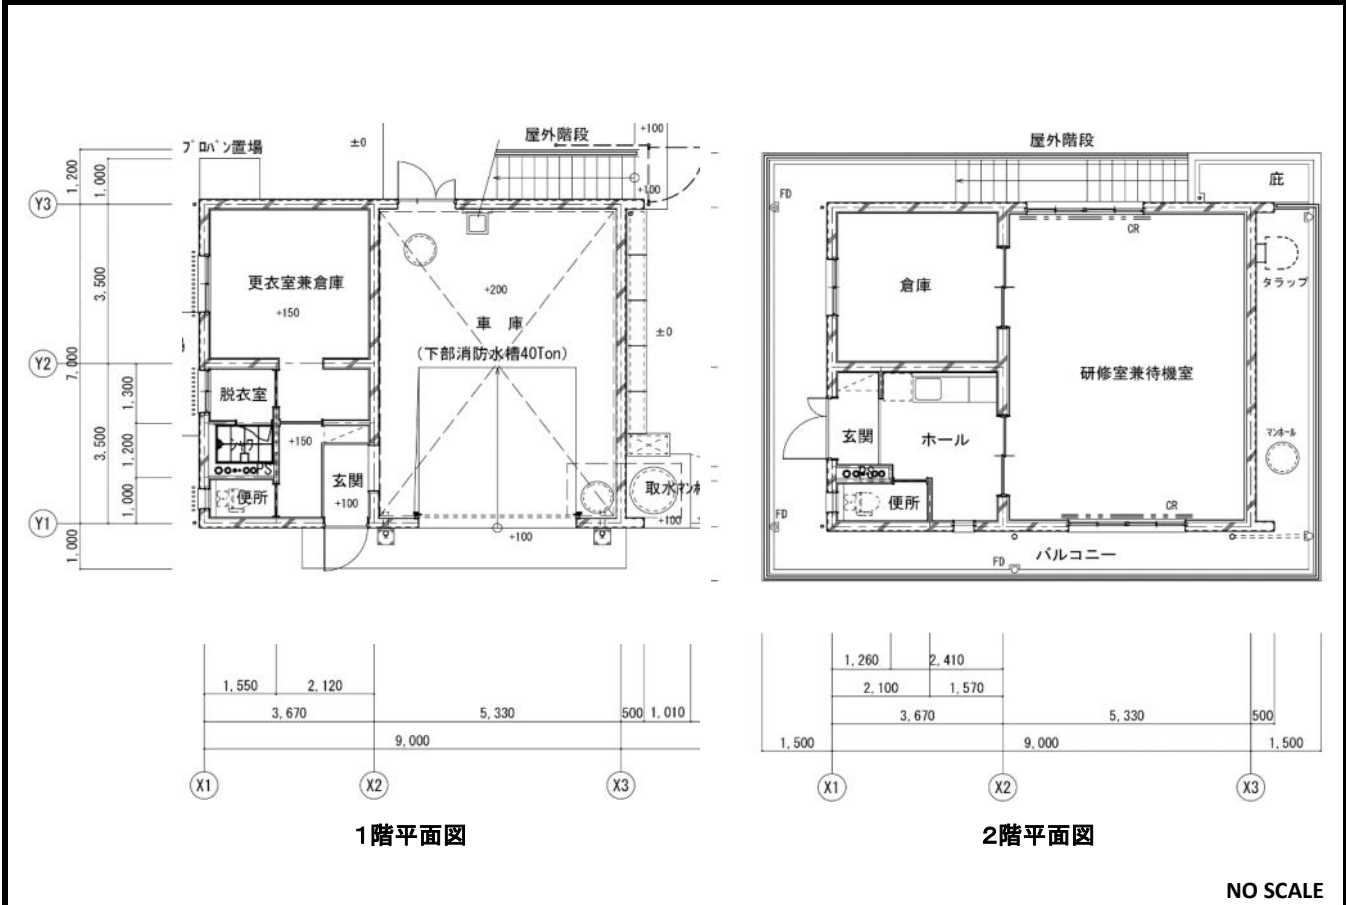 プロパン置場
±0
屋外階段
+100
1,200
1,000
+100
Y3
更衣室兼倉庫
+150
3,500
+200
車 庫
±0
(下部消防水槽40Ton)
Y2
7,000
脱衣室
1,300
3,500
1,200
シャワー
PS
+150
玄関
+100
1,000
便所
取水マンホ
+100
Y1
+100
1,000
1,550
2,120
3,670
5,330
500
1,010
9,000
X1
X2
X3
1階平面図
屋外階段
FD
庇
CR
倉庫
タラップ
研修室兼待機室
玄関
ホール
マンホール
PS
便所
CR
FD
FD
バルコニー
1,260
2,410
2,100
1,570
3,670
5,330
500
1,500
9,000
1,500
X1
X2
X3
2階平面図
NO SCALE